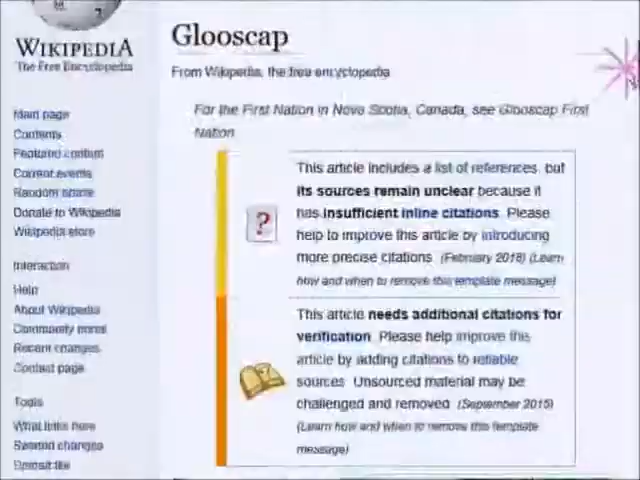 WIKIPEDIA
The Free Encyclopedia
Main page
Contents
Featured content
Current events
Random article
Donate to Wikipedia
Wikipedia store
Interaction
Help
About Wikipedia
Community portal
Recent changes
Contact page
Tools
What links here
Related changes
Glooscap
From Wikipedia, the free encyclopedia
For the First Nation in Nova Scotia, Canada, see Glooscap First
Nation
This article includes a list of references, but
its sources remain unclear because it
has insufficient inline citations. Please
help to improve this article by introducing
more precise citations. (February 2018) (Learn
how and when to remove this template message)
This article needs additional citations for
verification. Please help improve this
article by adding citations to reliable
sources. Unsourced material may be
challenged and removed. (September 2015)
(Learn how and when to remove this template
message)